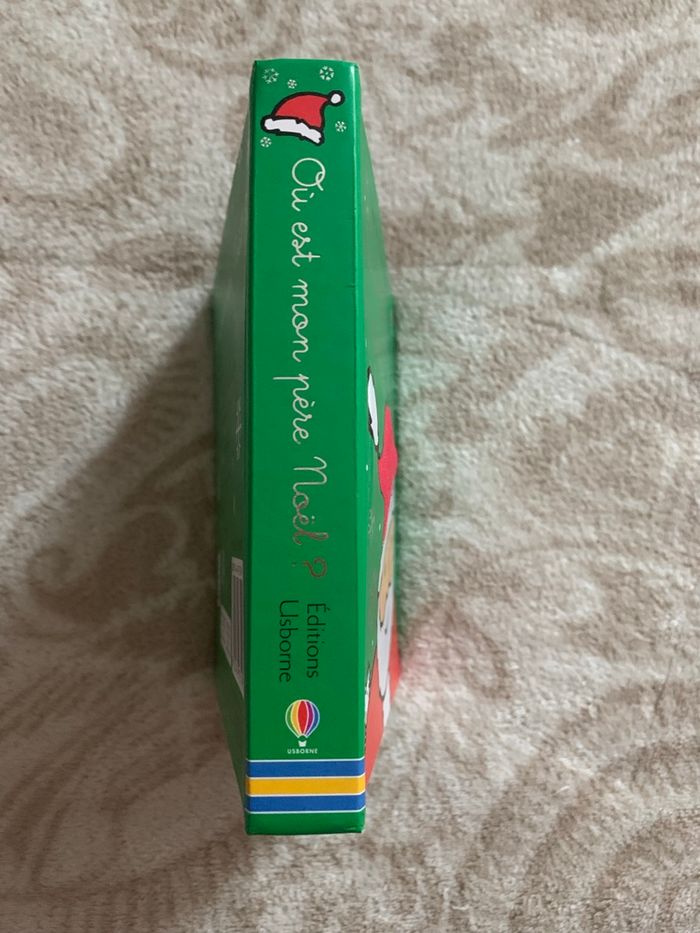 Où est mon père Noël ?
Éditions
Usborne
USBORNE